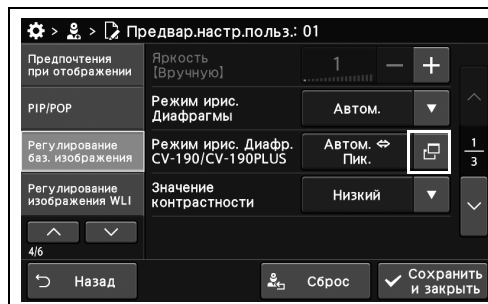 > > Предвар.настр.польз.: 01
Предпочтения
при отображении
PIP/POP
Регулирование
баз. изображения
Регулирование
изображения WLI
4/6
Яркость
[Вручную]
1
Режим ирис.
Диафрагмы
Автом.
Режим ирис. Диафр.
CV-190/CV-190PLUS
Автом. ⇔
Пик.
Значение
контрастности
Низкий
1
3
Назад
Сброс
Сохранить
и закрыть